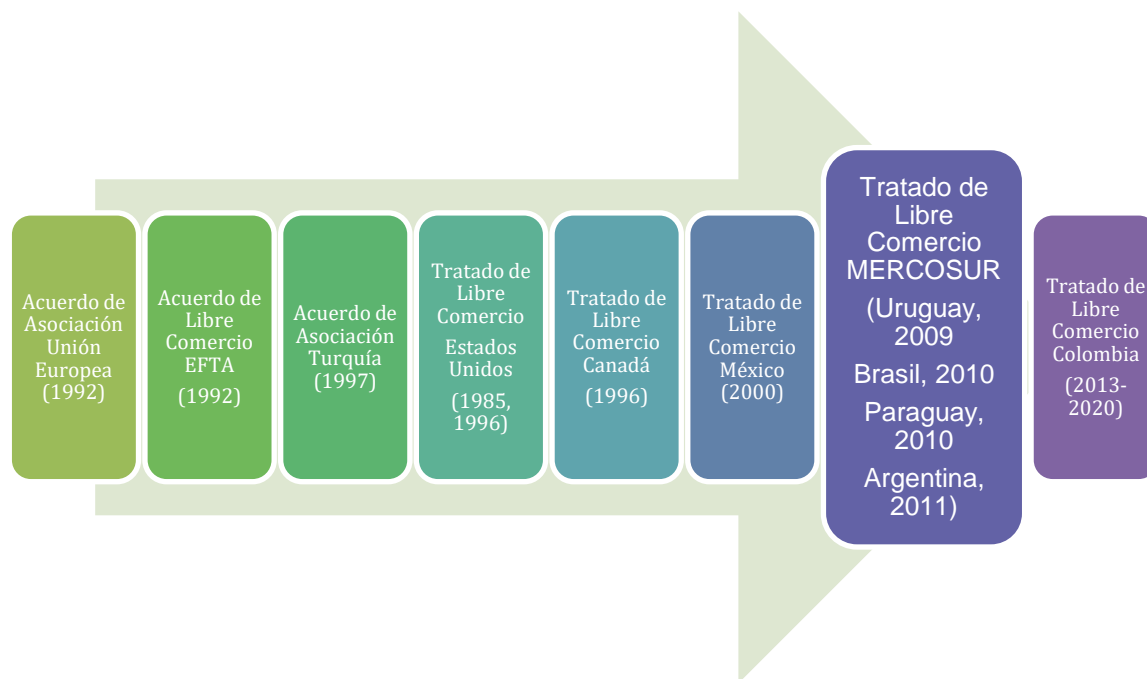 Acuerdo de
Asociación
Unión
Europea
(1992)
Acuerdo de
Libre
Comercio
EFTA
(1992)
Acuerdo de
Asociación
Turquía
(1997)
Tratado de
Libre
Comercio
Estados
Unidos
(1985,
1996)
Tratado de
Libre
Comercio
Canadá
(1996)
Tratado de
Libre
Comercio
México
(2000)
Tratado de
Libre
Comercio
MERCOSUR
(Uruguay,
2009
Brasil, 2010
Paraguay,
2010
Argentina,
2011)
Tratado de
Libre
Comercio
Colombia
(2013-
2020)